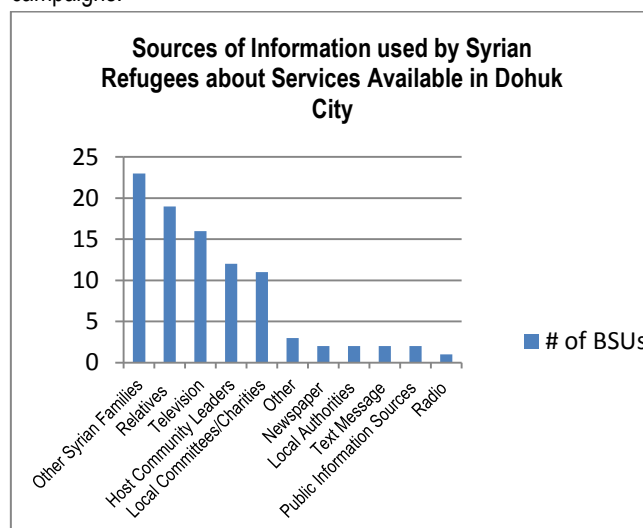 Sources of Information used by Syrian
Refugees about Services Available in Dohuk
City
25
20
15
10
5
0
Other Syrian Families
Relatives
Television
Host Community Leaders
Local Committees/Charities
Other
Newspaper
Local Authorities
Text Message
Public Information Sources
Radio
# of BSUs